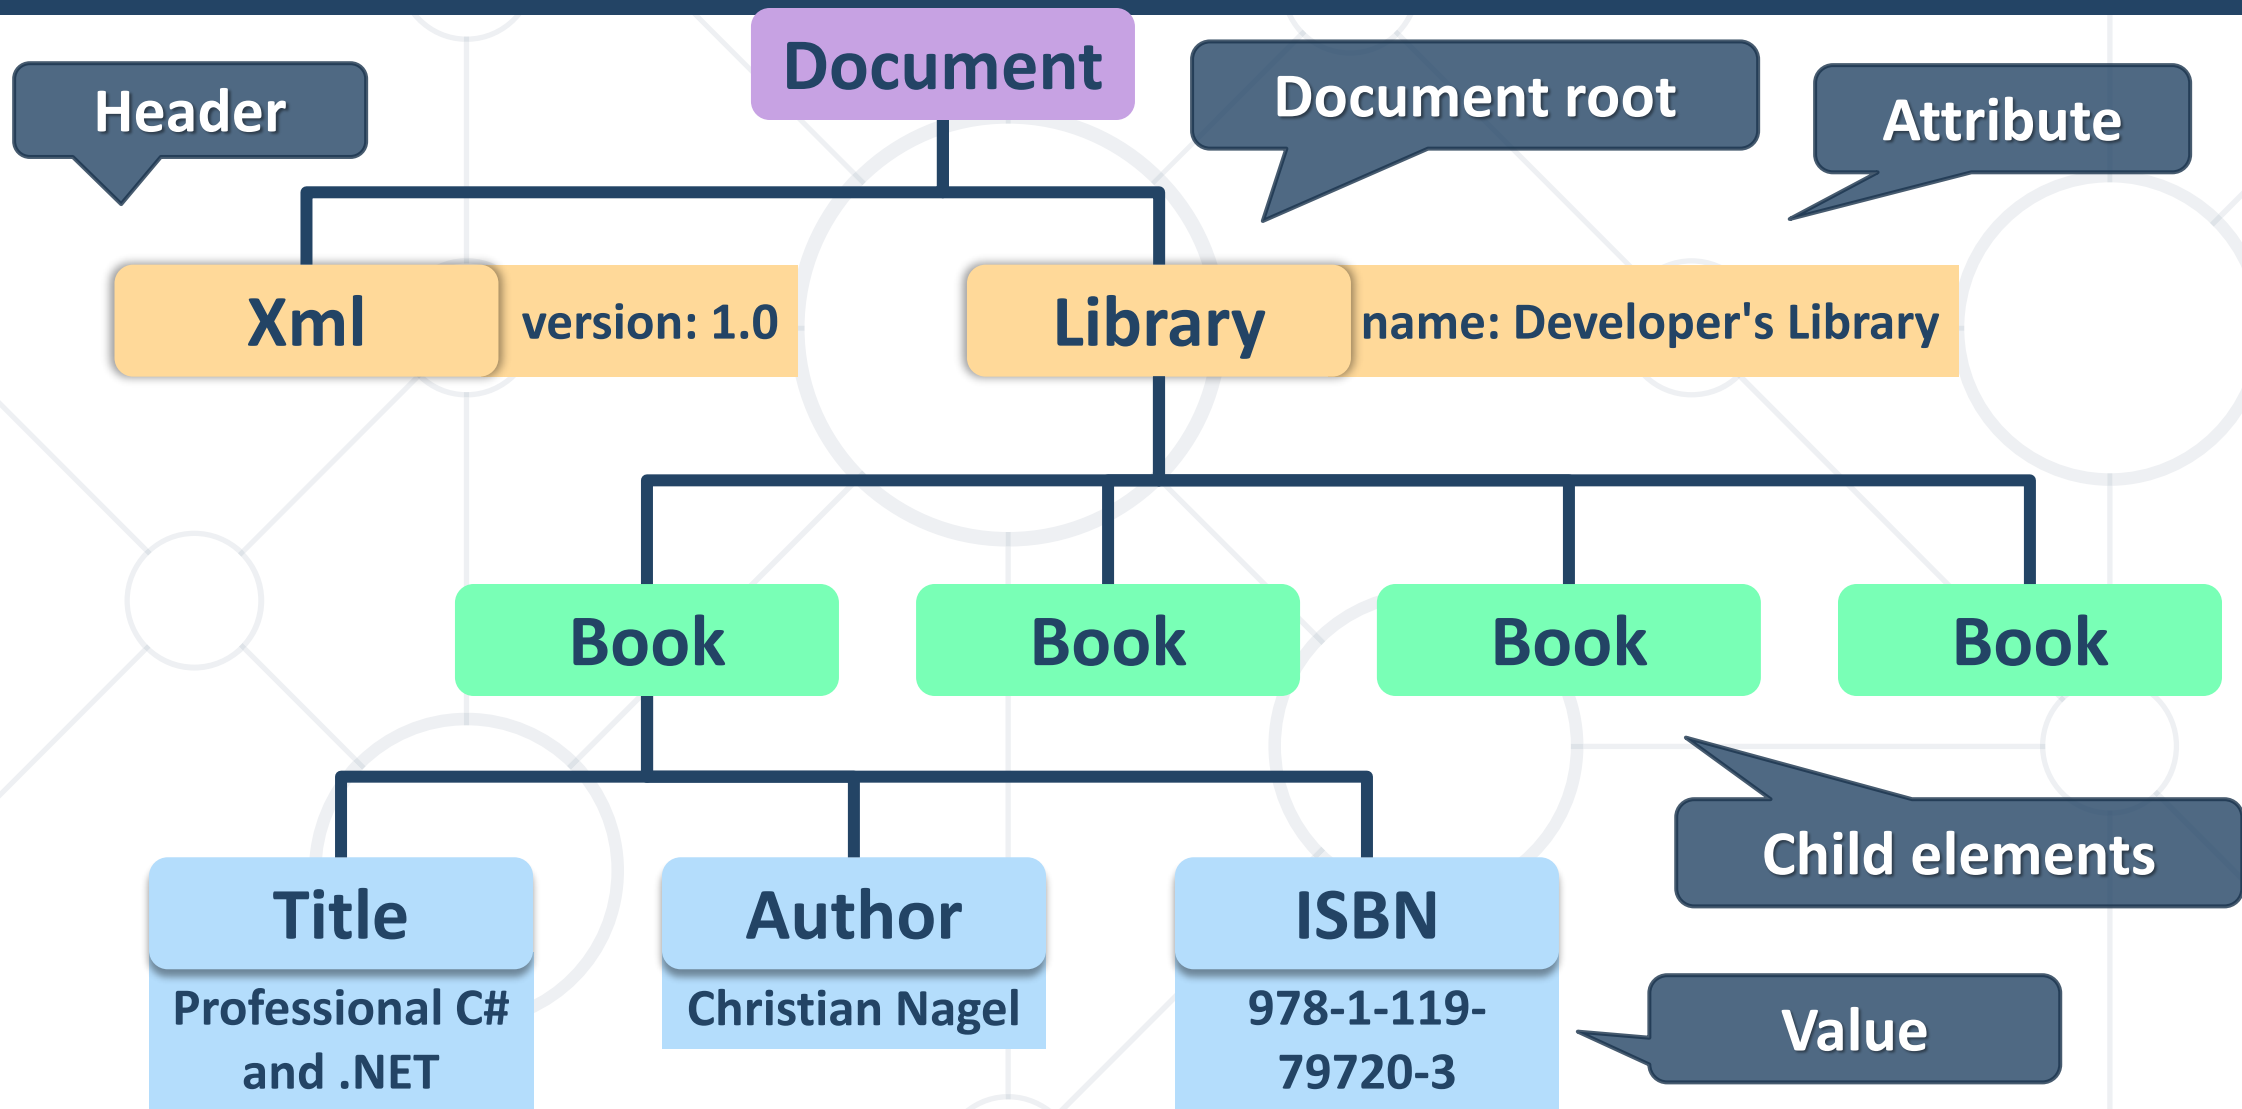 Document
Header
Document root
Attribute
Xml
version: 1.0
Library
name: Developer's Library
Book
Book
Book
Book
Child elements
Title
Author
ISBN
Professional C#
and .NET
Christian Nagel
978-1-119-
79720-3
Value